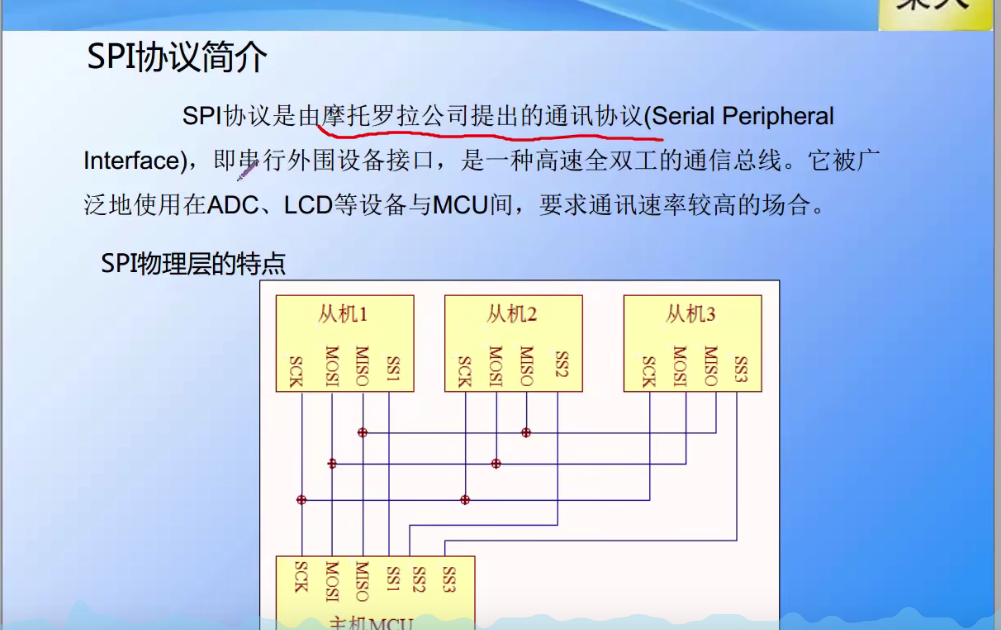 SPI协议简介
SPI协议是由摩托罗拉公司提出的通讯协议(Serial Peripheral
Interface)，即串行外围设备接口，是一种高速全双工的通信总线。它被广
泛地使用在ADC、LCD等设备与MCU间，要求通讯速率较高的场合。
SPI物理层的特点
从机1 从机2 从机3
SCK MOSI MISO SS1 SCK MOSI MISO SS2 SCK MOSI MISO SS3
SCK MOSI MISO SS1 SS2 SS3
主机MCU